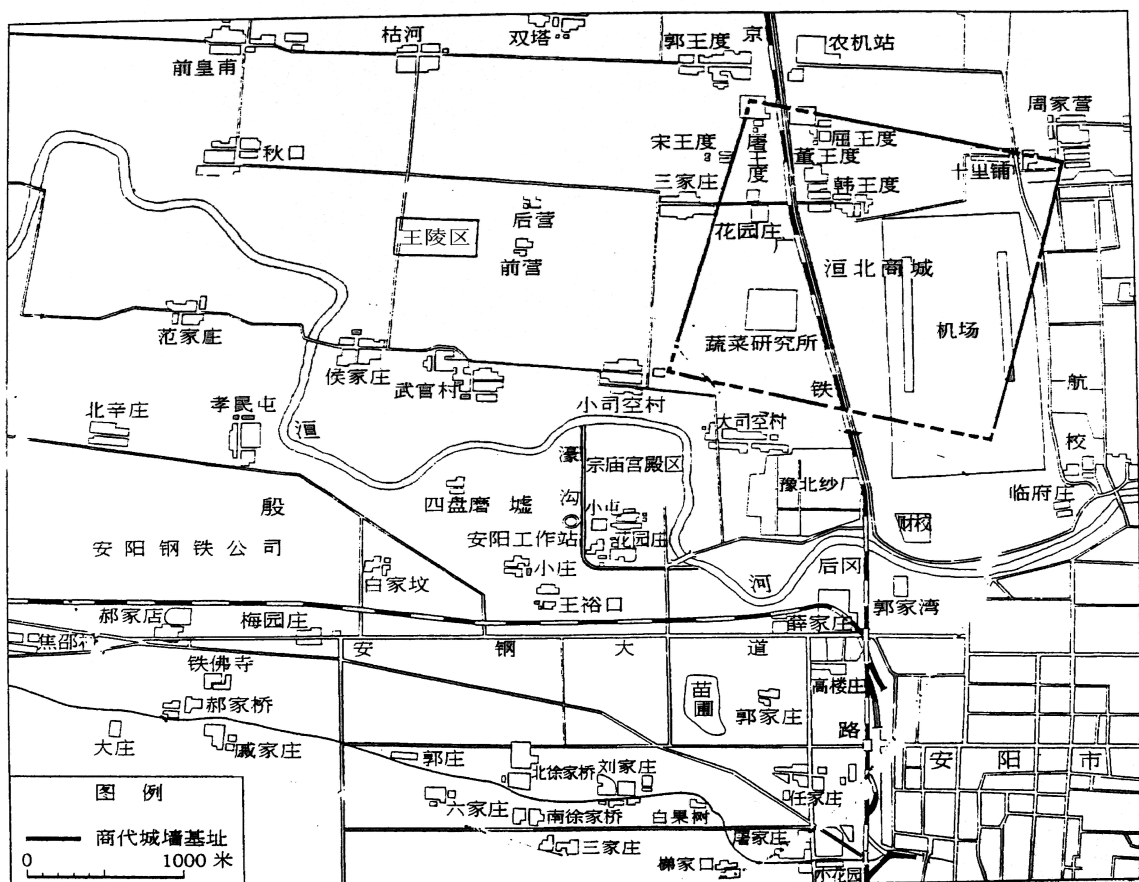 枯河
双塔
郭王度
京
农机站
前皇甫
周家营
秋口
宋王度
屠王度
董王度
屈王度
十里铺
三家庄
韩王度
后营
王陵区
前营
花园庄
洹北商城
范家庄
蔬菜研究所
机场
侯家庄
武官村
小司空村
铁
航
校
北辛庄
孝民屯
洹
大司空村
濠
沟
宗庙宫殿区
豫北纱厂
临府庄
殷
四盘磨
墟
小屯
财校
安阳钢铁公司
安阳工作站
花园庄
白家坟
小庄
河
后冈
王裕口
郭家湾
郝家店
梅园庄
薛家庄
焦邵村
安
钢
大
道
铁佛寺
苗圃
高楼庄
郝家桥
郭家庄
路
大庄
戚家庄
郭庄
安阳市
北徐家桥
刘家庄
图例
任家庄
六家庄
南徐家桥
白果树
商代城墙基址
三家庄
屠家庄
0
1000米
梯家口
小花园